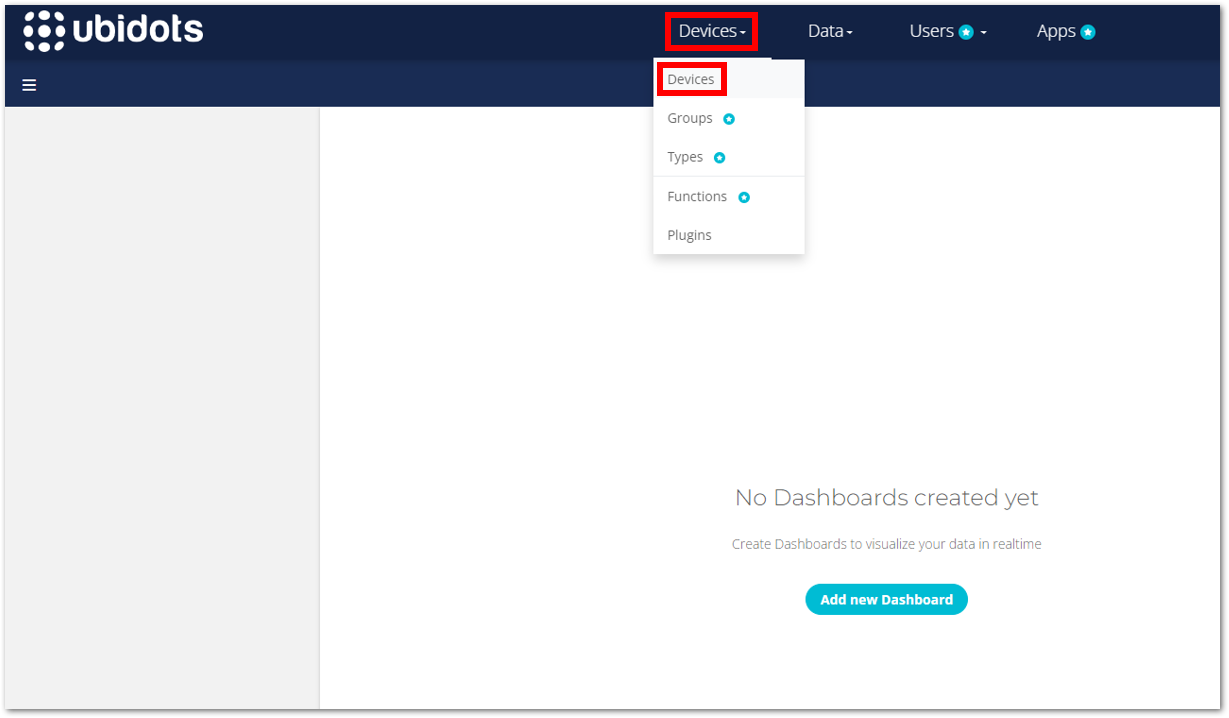 ubidots
Devices
Data
Users
Apps
Devices
Groups
Types
Functions
Plugins
No Dashboards created yet
Create Dashboards to visualize your data in realtime
Add new Dashboard